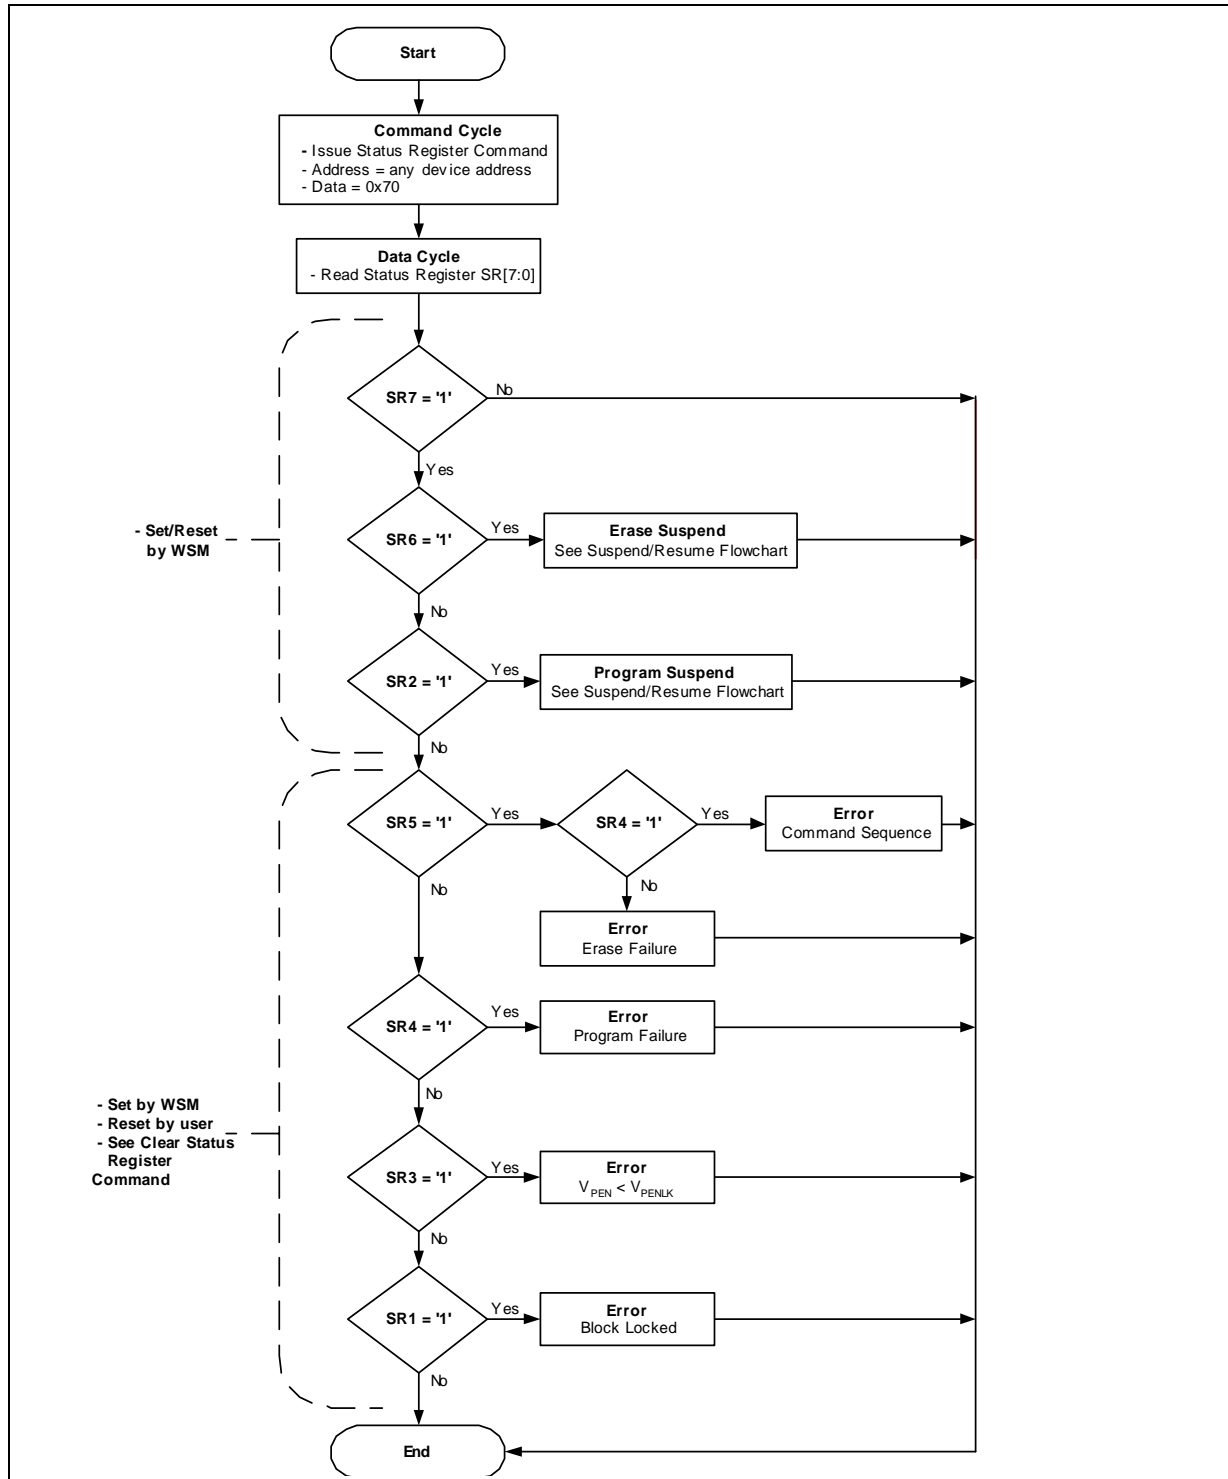 Start
Command Cycle
- Issue Status Register Command
- Address = any device address
- Data = 0x70
Data Cycle
- Read Status Register SR[7:0]
SR7 = '1'
No
Yes
- Set/Reset
by WSM
SR6 = '1'
Yes
Erase Suspend
See Suspend/Resume Flowchart
No
SR2 = '1'
Yes
Program Suspend
See Suspend/Resume Flowchart
No
SR5 = '1'
Yes
SR4 = '1'
Yes
Error
Command Sequence
No
No
Error
Erase Failure
SR4 = '1'
Yes
Error
Program Failure
No
- Set by WSM
- Reset by user
- See Clear Status
Register
Command
SR3 = '1'
Yes
Error
V_PEN < V_PENLK
No
SR1 = '1'
Yes
Error
Block Locked
No
End